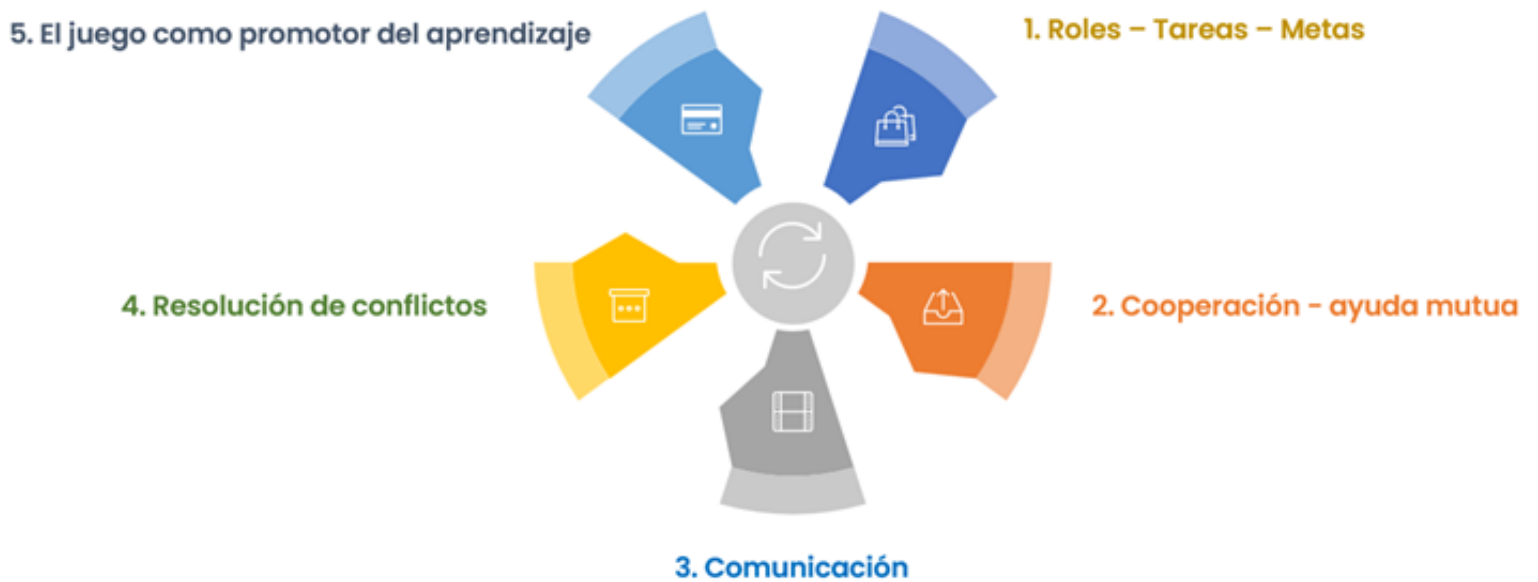 1. Roles – Tareas – Metas
2. Cooperación - ayuda mutua
3. Comunicación
4. Resolución de conflictos
5. El juego como promotor del aprendizaje